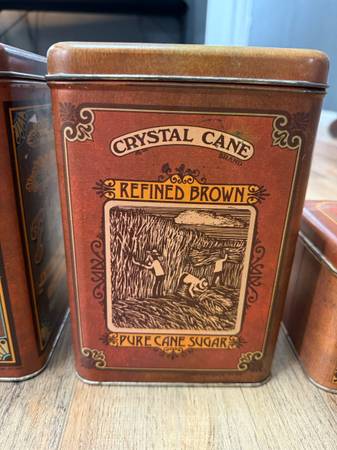 CRYSTAL CANE
BRAND
REFINED BROWN
PURE CANE SUGAR